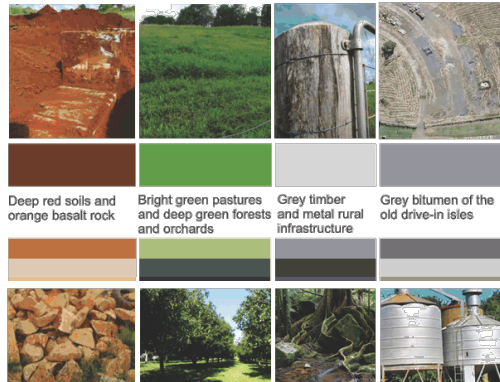 Deep red soils and
orange basalt rock
Bright green pastures
and deep green forests
and orchards
Grey timber
and metal rural
infrastructure
Grey bitumen of the
old drive-in isles